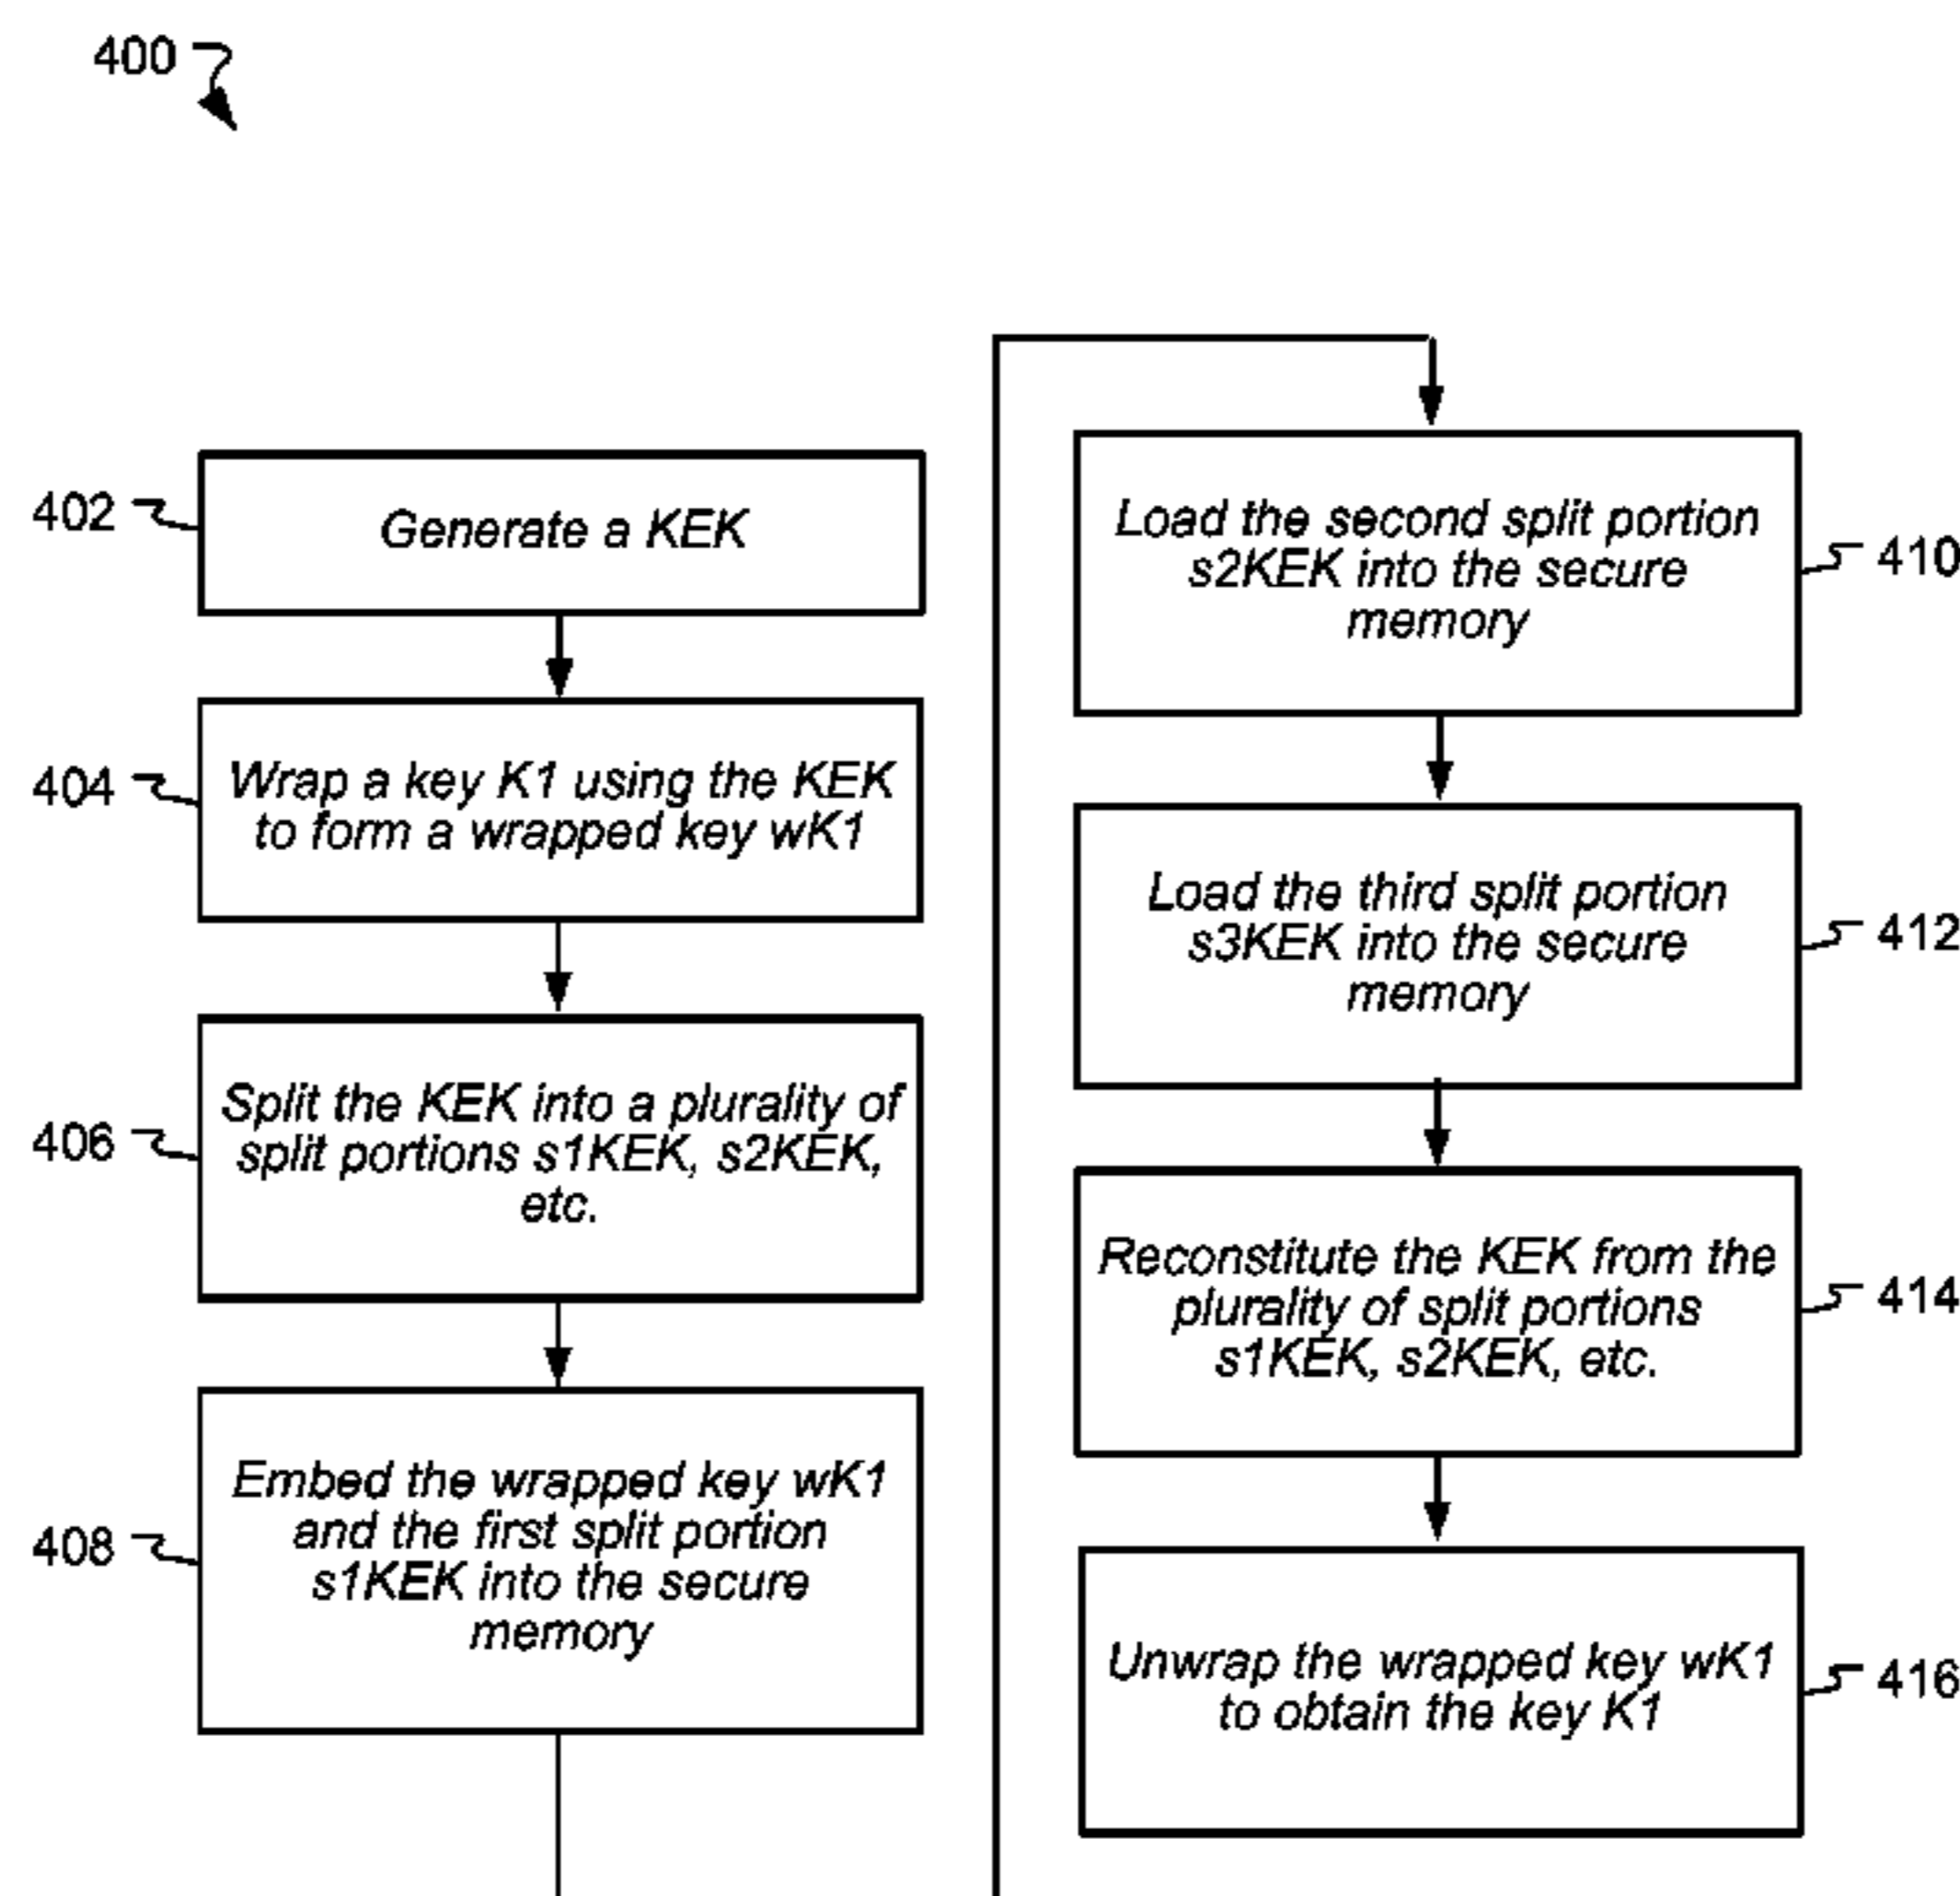 400
402
Generate a KEK
404
Wrap a key K1 using the KEK
to form a wrapped key wK1
406
Split the KEK into a plurality of
split portions s1KEK, s2KEK,
etc.
408
Embed the wrapped key wK1
and the first split portion
s1KEK into the secure
memory
Load the second split portion
s2KEK into the secure
memory
410
Load the third split portion
s3KEK into the secure
memory
412
Reconstitute the KEK from the
plurality of split portions
s1KEK, s2KEK, etc.
414
Unwrap the wrapped key wK1
to obtain the key K1
416